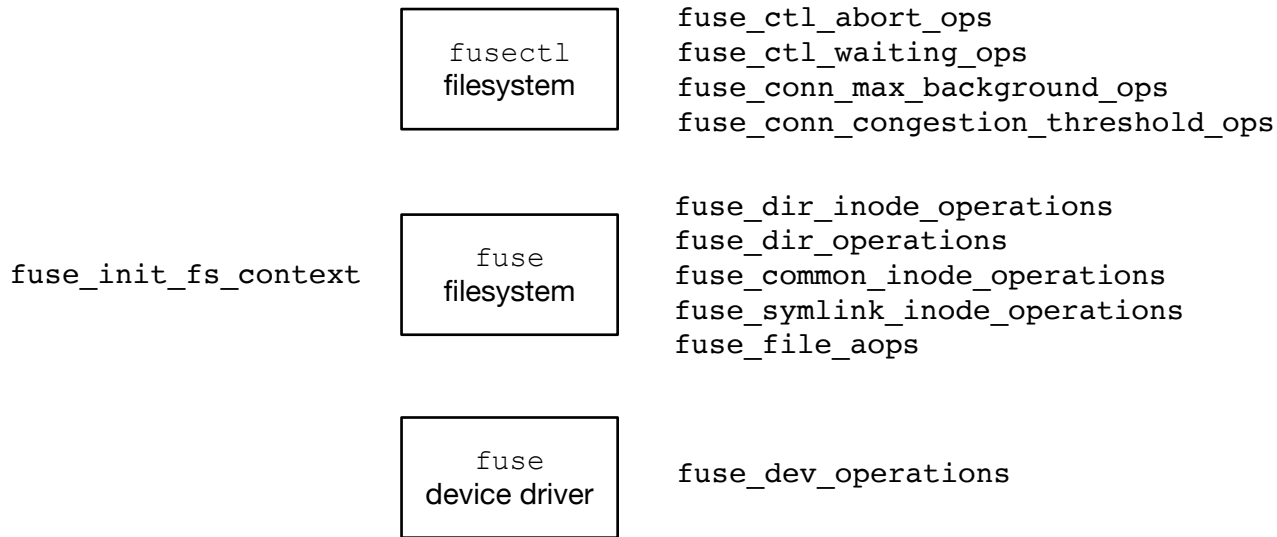 fusectl
filesystem
fuse_ctl_abort_ops
fuse_ctl_waiting_ops
fuse_conn_max_background_ops
fuse_conn_congestion_threshold_ops
fuse_init_fs_context
fuse
filesystem
fuse_dir_inode_operations
fuse_dir_operations
fuse_common_inode_operations
fuse_symlink_inode_operations
fuse_file_aops
fuse
device driver
fuse_dev_operations